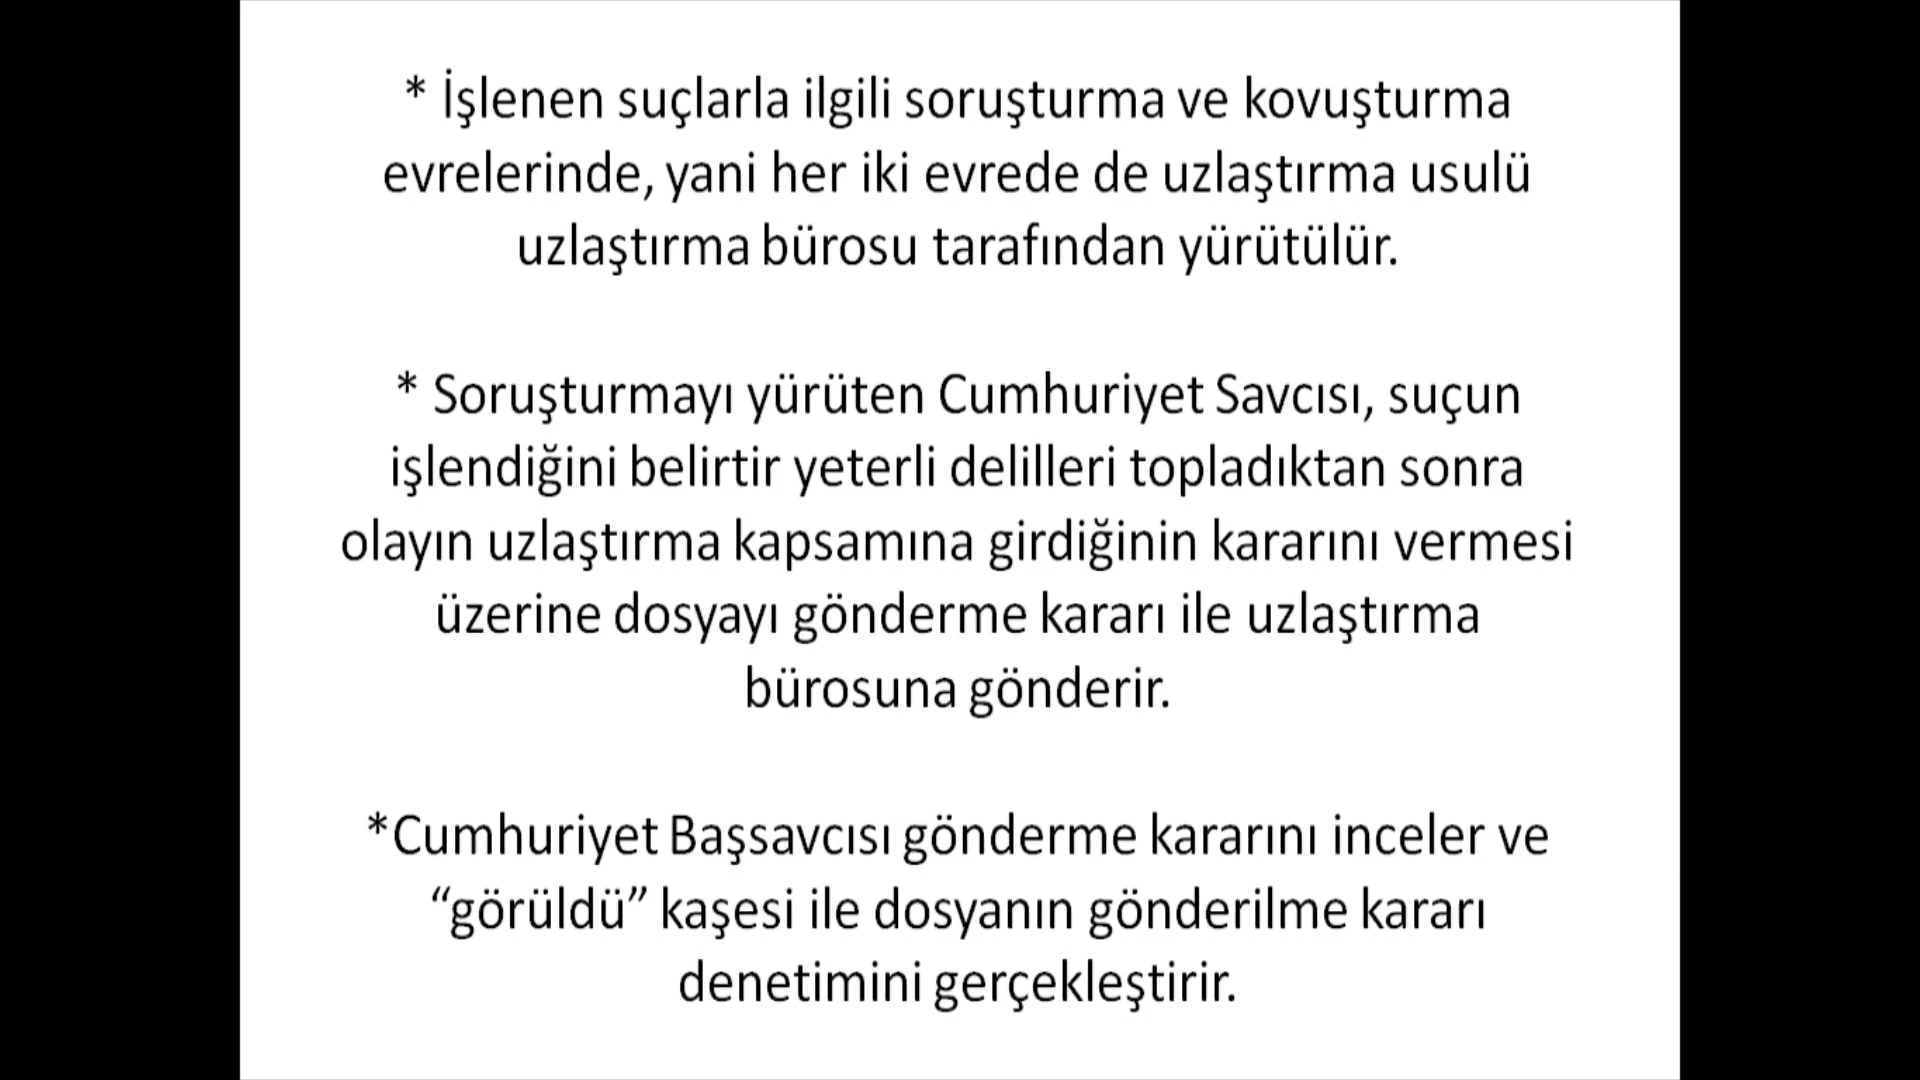 * İşlenen suçlarla ilgili soruşturma ve kovuşturma
evrelerinde, yani her iki evrede de uzlaştırma usulü
uzlaştırma bürosu tarafından yürütülür.
* Soruşturmayı yürüten Cumhuriyet Savcısı, suçun
işlendiğini belirtir yeterli delilleri topladıktan sonra
olayın uzlaştırma kapsamına girdiğinin kararını vermesi
üzerine dosyayı gönderme kararı ile uzlaştırma
bürosuna gönderir.
*Cumhuriyet Başsavcısı gönderme kararını inceler ve
“görüldü” kaşesi ile dosyanın gönderilme kararı
denetimini gerçekleştirir.